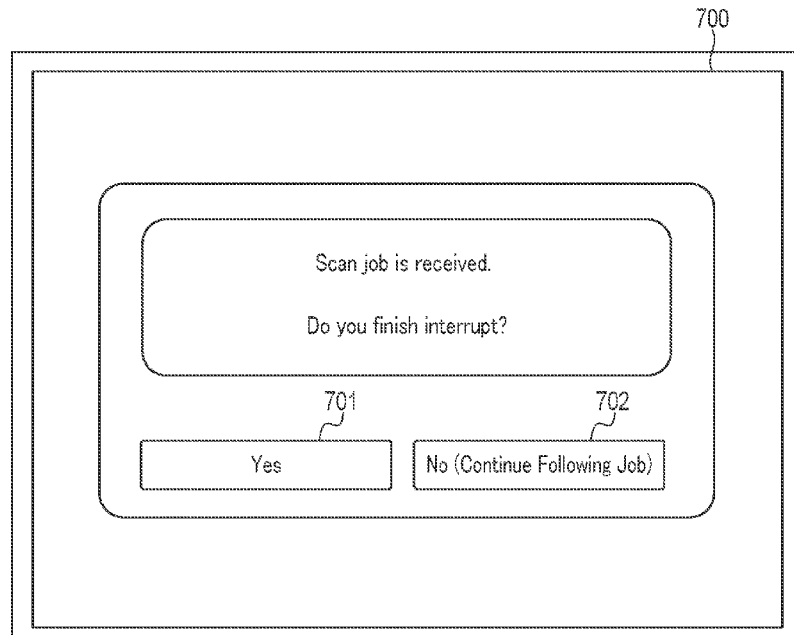 700
Scan job is received.
Do you finish interrupt?
701
702
Yes
No (Continue Following Job)